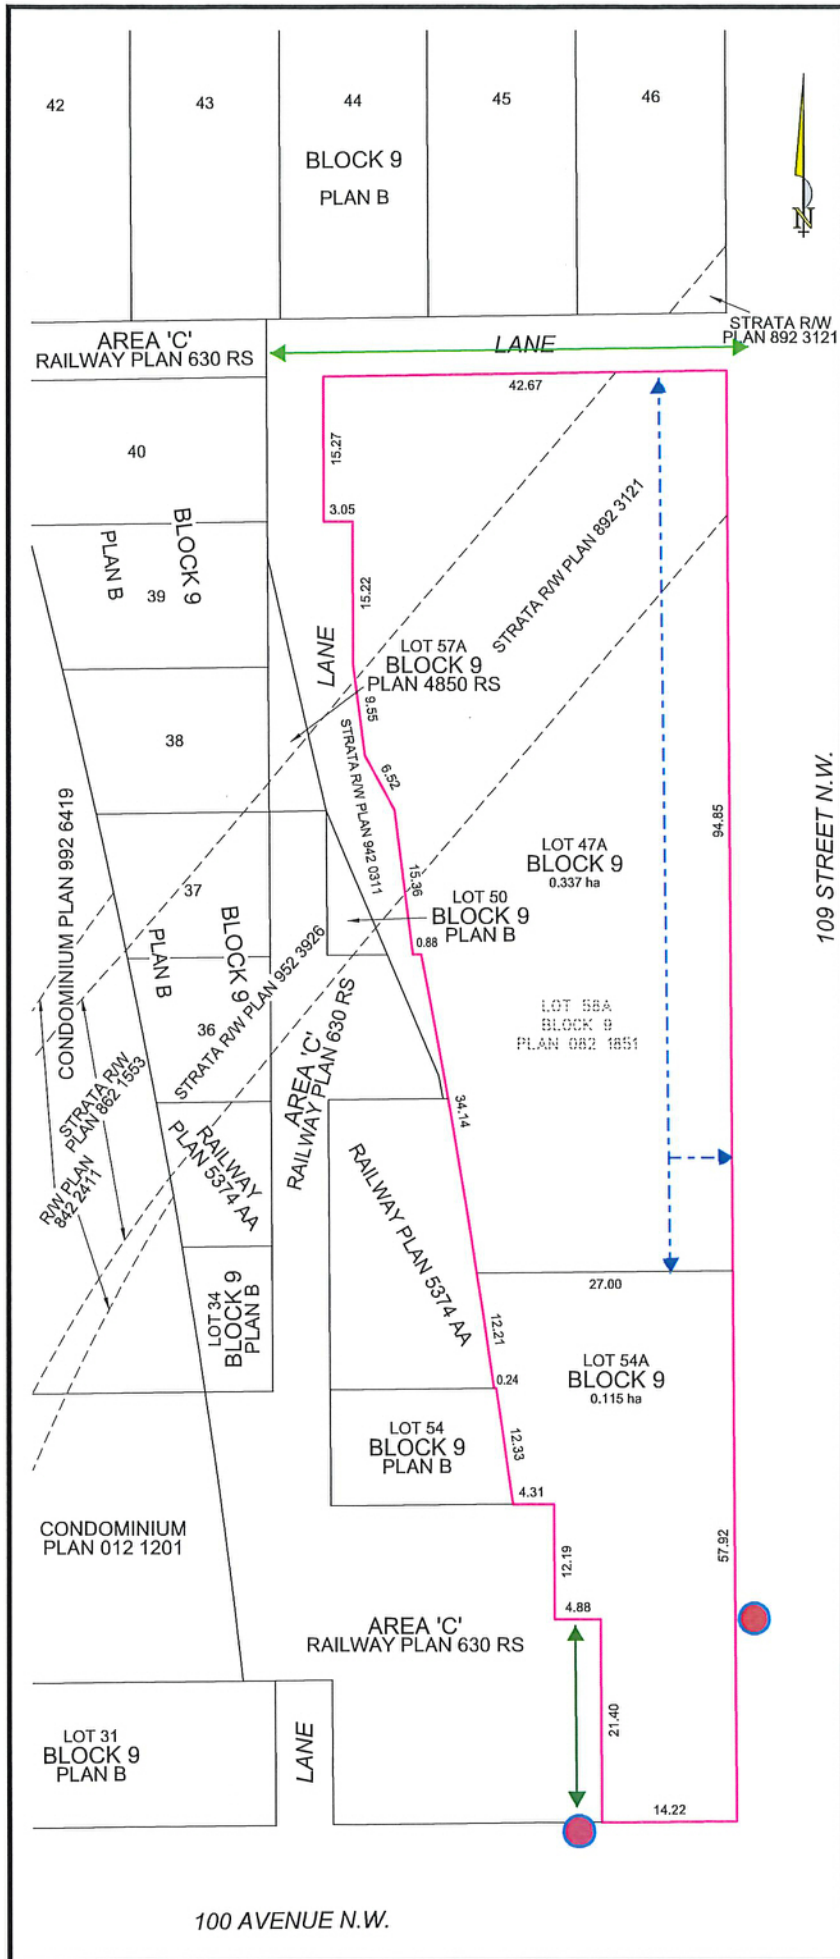 42
43
44
45
46
BLOCK 9
PLAN B
N
STRATA R/W
PLAN 892 3121
AREA 'C'
RAILWAY PLAN 630 RS
LANE
42.67
40
15.27
3.05
BLOCK 9
PLAN B
39
15.22
STRATA R/W PLAN 892 3121
LANE
LOT 57A
BLOCK 9
PLAN 4850 RS
9.55
38
6.52
STRATA R/W PLAN 942 0311
94.85
109 STREET N.W.
CONDOMINIUM PLAN 992 6419
LOT 47A
BLOCK 9
0.337 ha
15.36
37
LOT 50
BLOCK 9
PLAN B
0.88
BLOCK 9
PLAN B
STRATA R/W PLAN 952 3926
LOT 58A
BLOCK 9
PLAN 082 1851
36
AREA 'C'
RAILWAY PLAN 630 RS
STRATA R/W
PLAN 862 1553
34.14
RAILWAY
PLAN 5374 AA
R/W PLAN
842 2411
RAILWAY PLAN 5374 AA
27.00
LOT 34
BLOCK 9
PLAN B
12.21
LOT 54A
BLOCK 9
0.115 ha
0.24
LOT 54
BLOCK 9
PLAN B
12.33
4.31
CONDOMINIUM
PLAN 012 1201
12.19
57.92
4.88
AREA 'C'
RAILWAY PLAN 630 RS
21.40
LOT 31
BLOCK 9
PLAN B
LANE
14.22
100 AVENUE N.W.